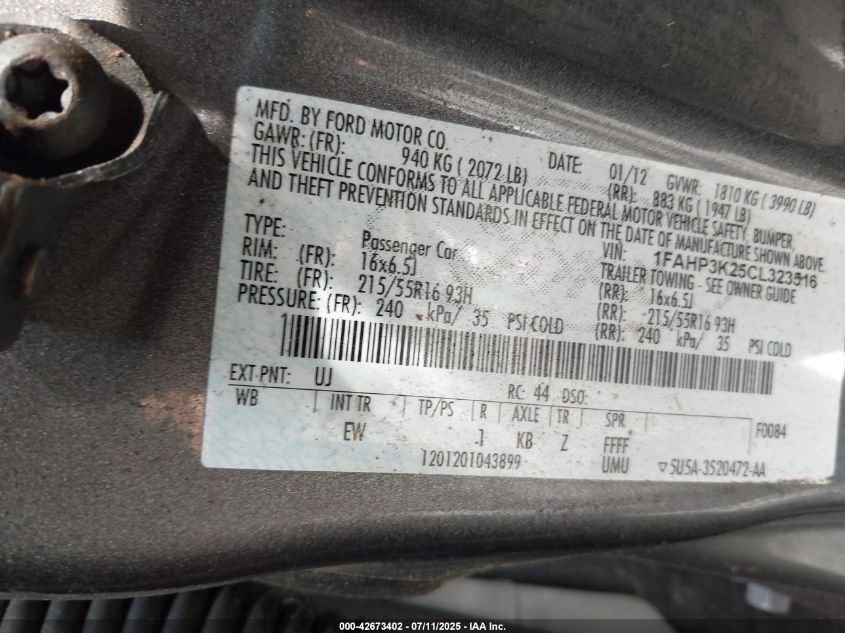 MFD. BY FORD MOTOR CO. DATE: 01/12 GVWR: 1810 KG ( 3990 LB)
GAWR: (FR): 940 KG ( 2072 LB) (RR): 883 KG ( 1947 LB)
THIS VEHICLE CONFORMS TO ALL APPLICABLE FEDERAL MOTOR VEHICLE SAFETY, BUMPER,
AND THEFT PREVENTION STANDARDS IN EFFECT ON THE DATE OF MANUFACTURE SHOWN ABOVE.
VIN: 1FAHP3K25CL323516
TYPE: Passenger Car TRAILER TOWING - SEE OWNER GUIDE
RIM: (FR): 16x6.5J (RR): 16x6.5J
TIRE: (FR): 215/55R16 93H (RR): 215/55R16 93H
PRESSURE: (FR): 240 kPa/ 35 PSI COLD (RR): 240 kPa/ 35 PSI COLD
EXT PNT: UJ RC: 44 DSO:
WB INT TR TP/PS R AXLE TR SPR F0084
EW .1 KB Z FFFF
1201201043899 UMU ▽5U5A-3520472-AA
000-42673402 - 07/11/2025 - IAA Inc.